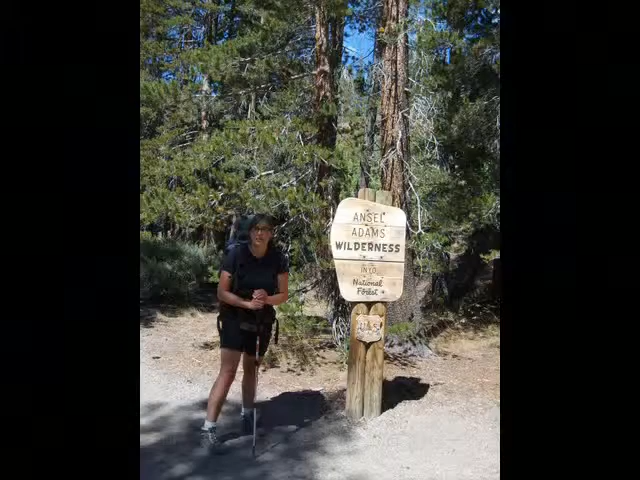 ANSEL
ADAMS
WILDERNESS
INYO
National
Forest
U.S